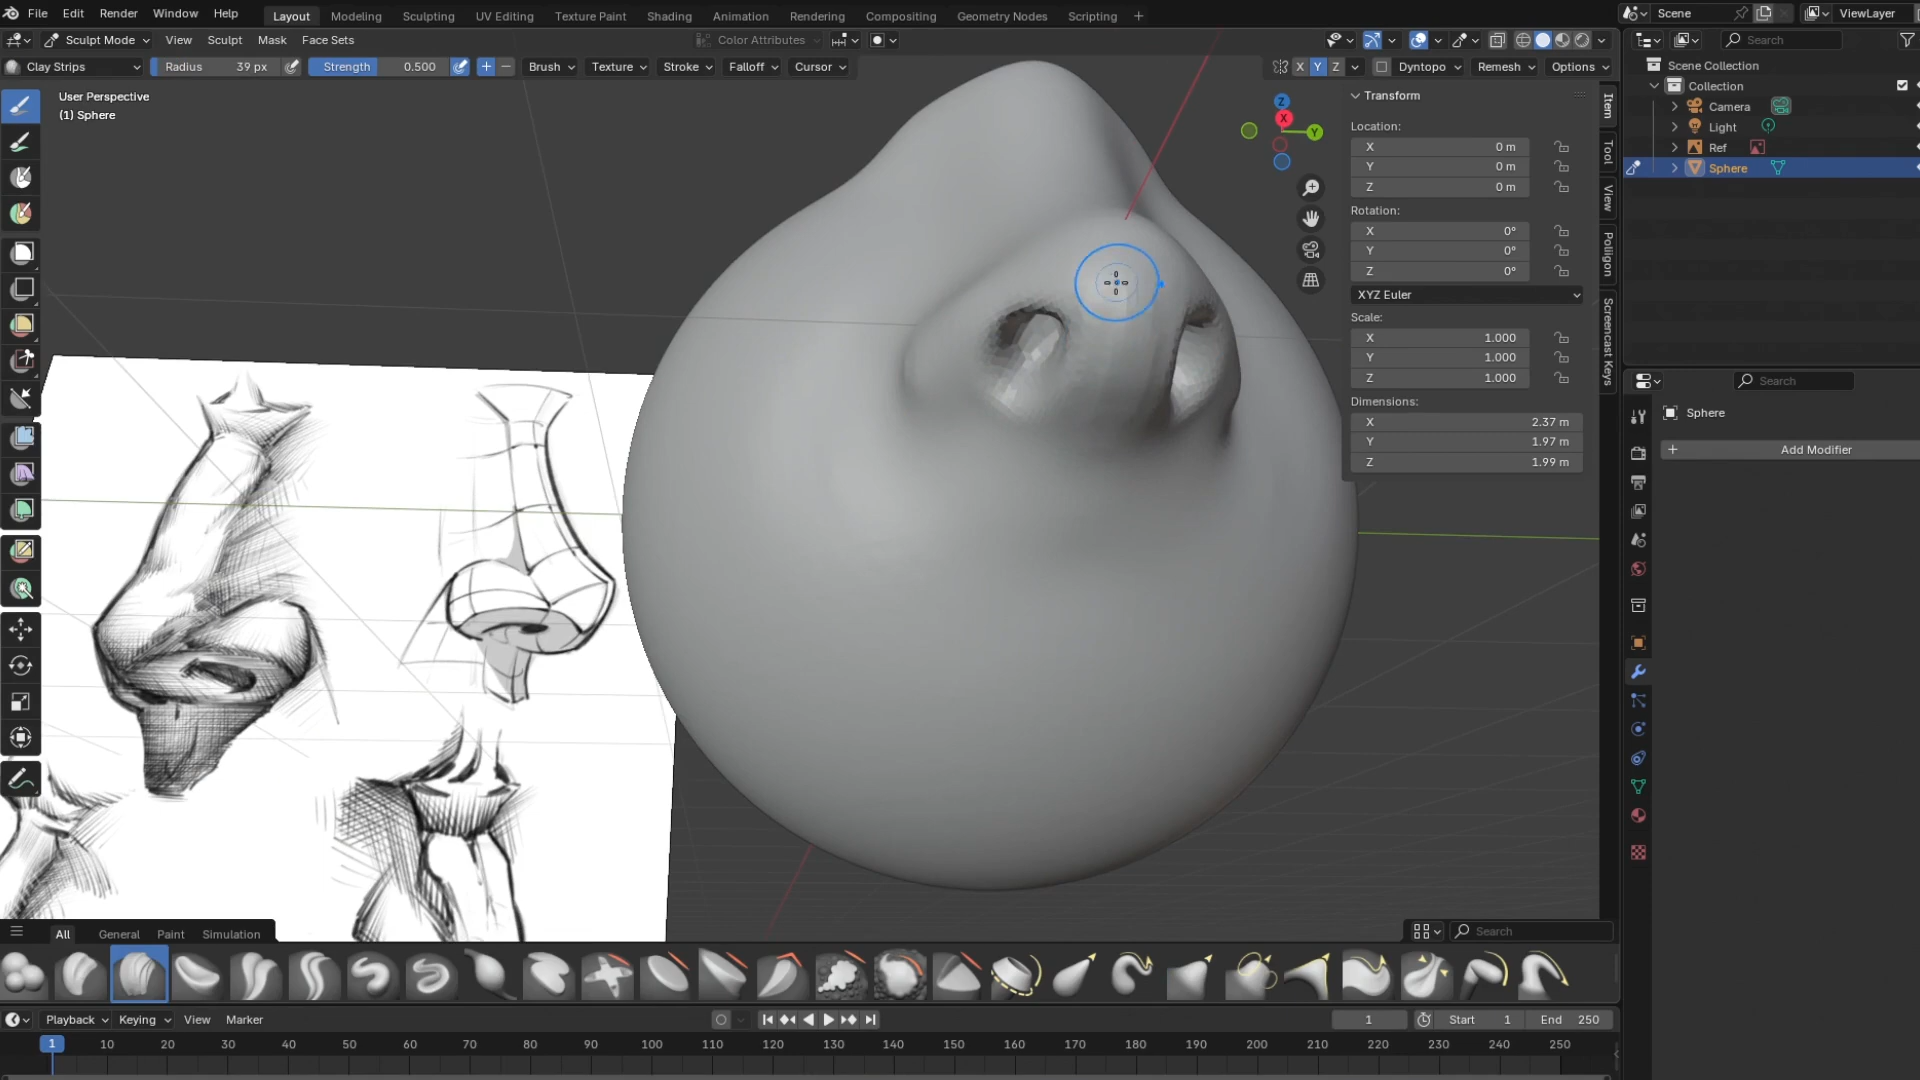 File Edit Render Window Help Layout Modeling Sculpting UV Editing Texture Paint Shading Animation Rendering Compositing Geometry Nodes Scripting + Scene ViewLayer
Sculpt Mode View Sculpt Mask Face Sets Color Attributes Search
Clay Strips Radius 39 px Strength 0.500 Brush Texture Stroke Falloff Cursor X Y Z Dyntopo Remesh Options
Scene Collection
Collection
Camera
Light
Ref
Sphere
User Perspective
(1) Sphere
Z
X
Y
Transform
Location:
X 0 m
Y 0 m
Z 0 m
Rotation:
X 0°
Y 0°
Z 0°
XYZ Euler
Scale:
X 1.000
Y 1.000
Z 1.000
Dimensions:
X 2.37 m
Y 1.97 m
Z 1.99 m
Item
Tool
View
Poliigon
Screencast Keys
Search
Sphere
+ Add Modifier
All General Paint Simulation Search
Playback Keying View Marker 1 Start 1 End 250
1 10 20 30 40 50 60 70 80 90 100 110 120 130 140 150 160 170 180 190 200 210 220 230 240 250